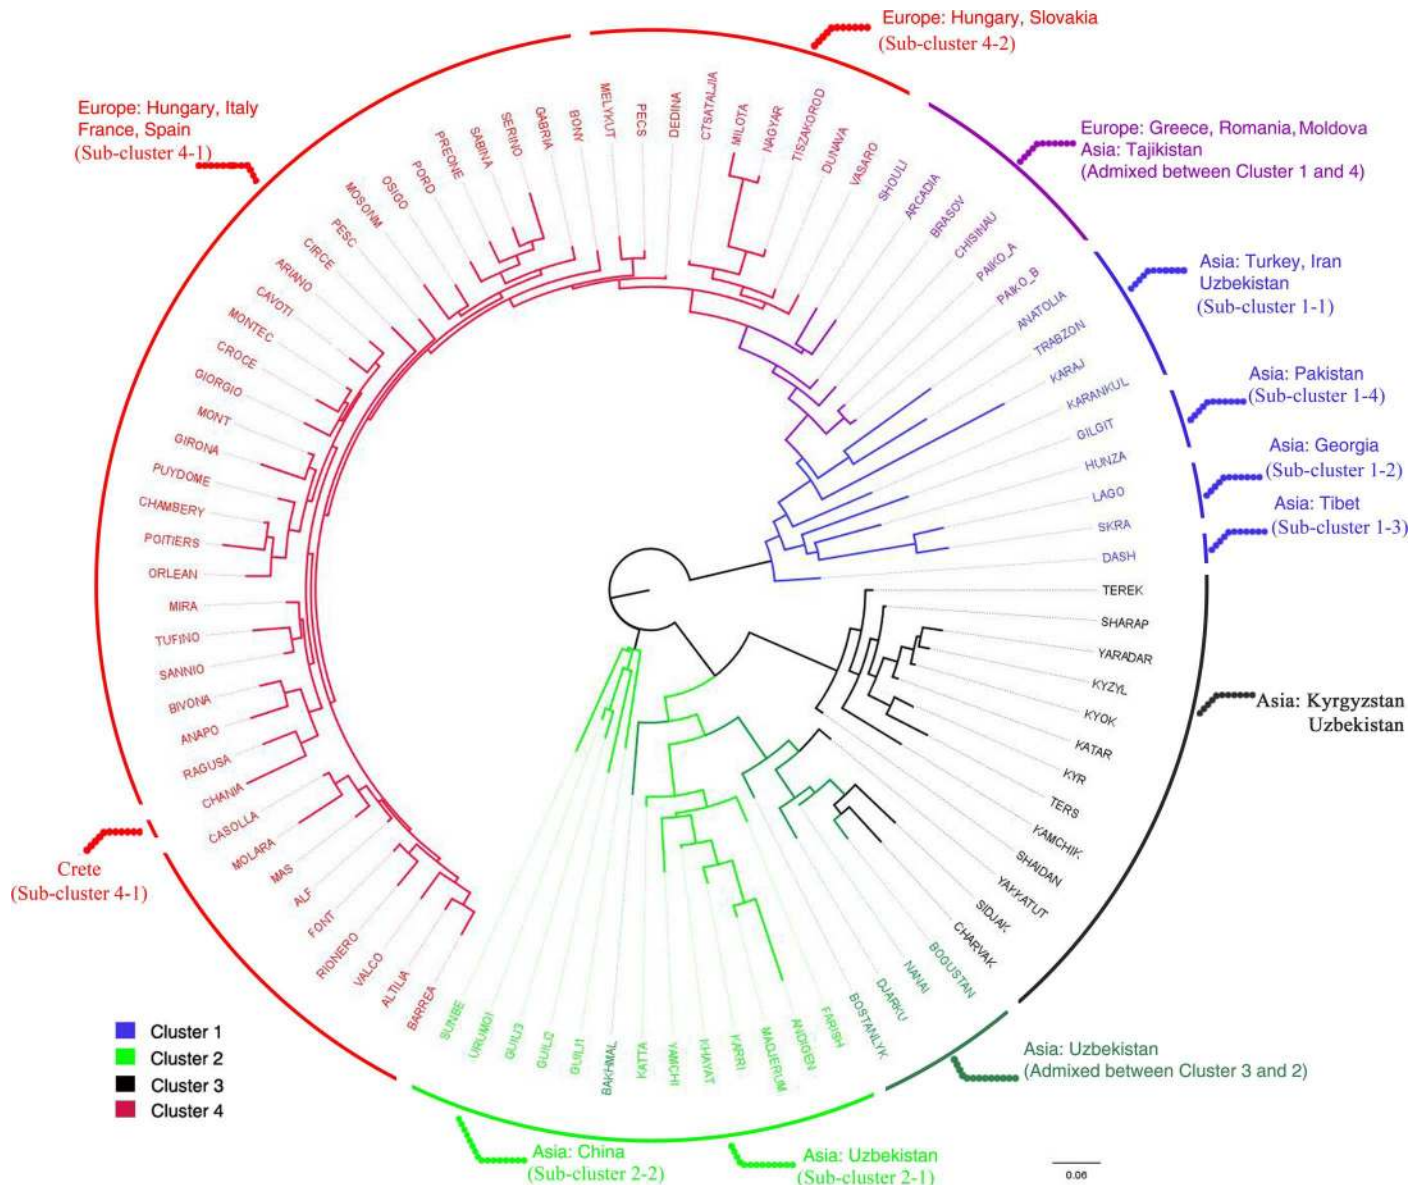 Europe: Hungary, Slovakia
(Sub-cluster 4-2)
Europe: Hungary, Italy
France, Spain
(Sub-cluster 4-1)
Europe: Greece, Romania, Moldova
Asia: Tajikistan
(Admixed between Cluster 1 and 4)
Asia: Turkey, Iran
Uzbekistan
(Sub-cluster 1-1)
Asia: Pakistan
(Sub-cluster 1-4)
Asia: Georgia
(Sub-cluster 1-2)
Asia: Tibet
(Sub-cluster 1-3)
Asia: Kyrgyzstan
Uzbekistan
Asia: Uzbekistan
(Admixed between Cluster 3 and 2)
Asia: Uzbekistan
(Sub-cluster 2-1)
Asia: China
(Sub-cluster 2-2)
Crete
(Sub-cluster 4-1)
MELYKUT
PECS
DEDINA
CTSATALJIA
MILOTA
NAGYAR
TISZAKOROD
DUNAVA
VASARO
SHOULI
ARCADIA
BRASOV
CHISINAU
PAIKO_A
PAIKO_B
ANATOLIA
TRABZON
KARAJ
KARANKUL
GILGIT
HUNZA
LAGO
SKRA
DASH
TEREK
SHARAP
YARADAR
KYZYL
KYOK
KATAR
KYR
TERS
KAMCHIK
SHAIDAN
YAKKATUT
SIDJAK
CHARVAK
BOGUSTAN
NANAI
DJARKU
BOSTANLYK
FARISH
ANDIGEN
MADJERUM
KARRI
KHAYAT
YAMCHI
KATTA
BAKHMAL
GUILI1
GUILI2
GUILI3
URUMQI
SUNBE
BARREA
ALTILIA
VALCO
RIONERO
FONT
ALF
MAS
MOLARA
CASOLLA
CHANIA
RAGUSA
ANAPO
BIVONA
SANNIO
TUFINO
MIRA
ORLEAN
POITIERS
CHAMBERY
PUYDOME
GIRONA
MONT
GIORGIO
CROCE
MONTEC
CAVOTI
ARIANO
CIRCE
PESC
MOSONM
OSIGO
PORD
PREONE
SABINA
SERINO
GABRIA
BONY
Cluster 1
Cluster 2
Cluster 3
Cluster 4
0.06